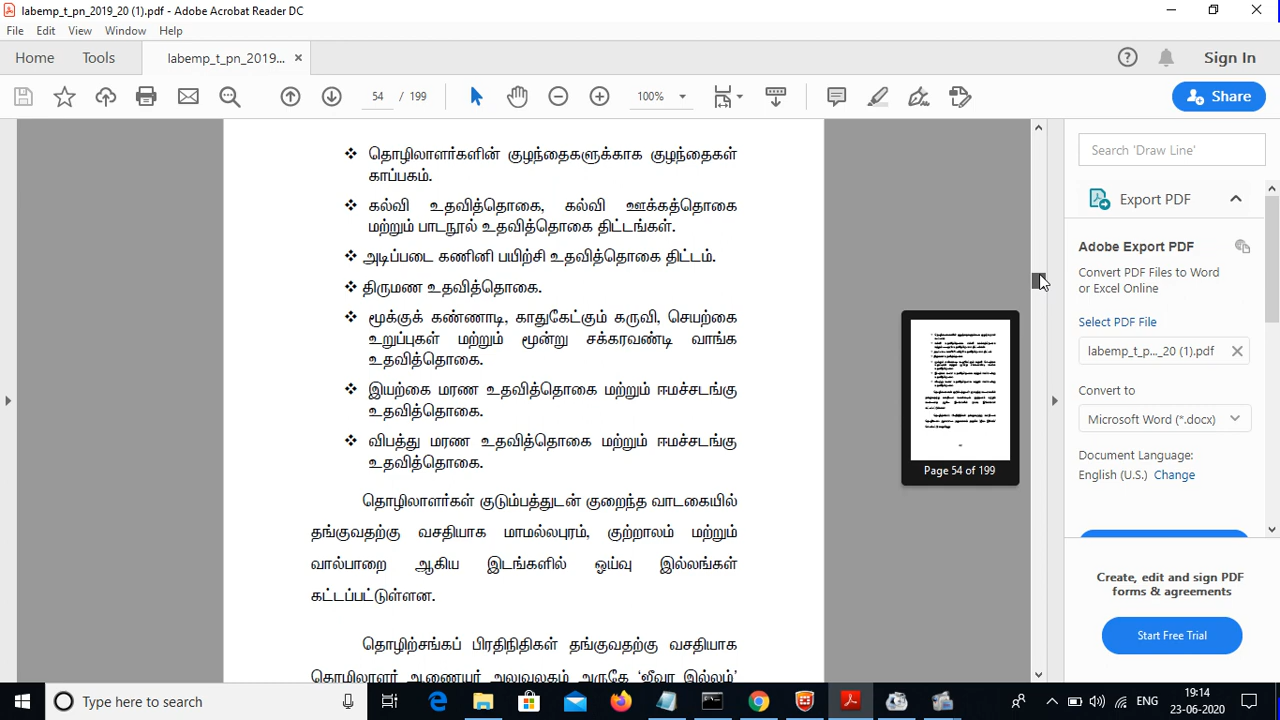 labemp_t_pn_2019_20 (1).pdf - Adobe Acrobat Reader DC
File Edit View Window Help
Home Tools labemp_t_pn_2019... × Sign In
54 / 199 100% Share
❖ தொழிலாளர்களின் குழந்தைகளுக்காக குழந்தைகள்
காப்பகம்.
❖ கல்வி உதவித்தொகை, கல்வி ஊக்கத்தொகை
மற்றும் பாடநூல் உதவித்தொகை திட்டங்கள்.
❖ அடிப்படை கணினி பயிற்சி உதவித்தொகை திட்டம்.
❖ திருமண உதவித்தொகை.
❖ மூக்குக் கண்ணாடி, காதுகேட்கும் கருவி, செயற்கை
உறுப்புகள் மற்றும் மூன்று சக்கரவண்டி வாங்க
உதவித்தொகை.
❖ இயற்கை மரண உதவித்தொகை மற்றும் ஈமச்சடங்கு
உதவித்தொகை.
❖ விபத்து மரண உதவித்தொகை மற்றும் ஈமச்சடங்கு
உதவித்தொகை.
தொழிலாளர்கள் குடும்பத்துடன் குறைந்த வாடகையில்
தங்குவதற்கு வசதியாக மாமல்லபுரம், குற்றாலம் மற்றும்
வால்பாறை ஆகிய இடங்களில் ஓய்வு இல்லங்கள்
கட்டப்பட்டுள்ளன.
தொழிற்சங்கப் பிரதிநிதிகள் தங்குவதற்கு வசதியாக
தொழிலாளர் ஆணையர் அலுவலகம் அருகே 'ஜீவா இல்லம்'
Page 54 of 199
Search 'Draw Line'
Export PDF
Adobe Export PDF
Convert PDF Files to Word
or Excel Online
Select PDF File
labemp_t_p..._20 (1).pdf ×
Convert to
Microsoft Word (*.docx)
Document Language:
English (U.S.) Change
Create, edit and sign PDF
forms & agreements
Start Free Trial
Type here to search
ENG
19:14
23-06-2020